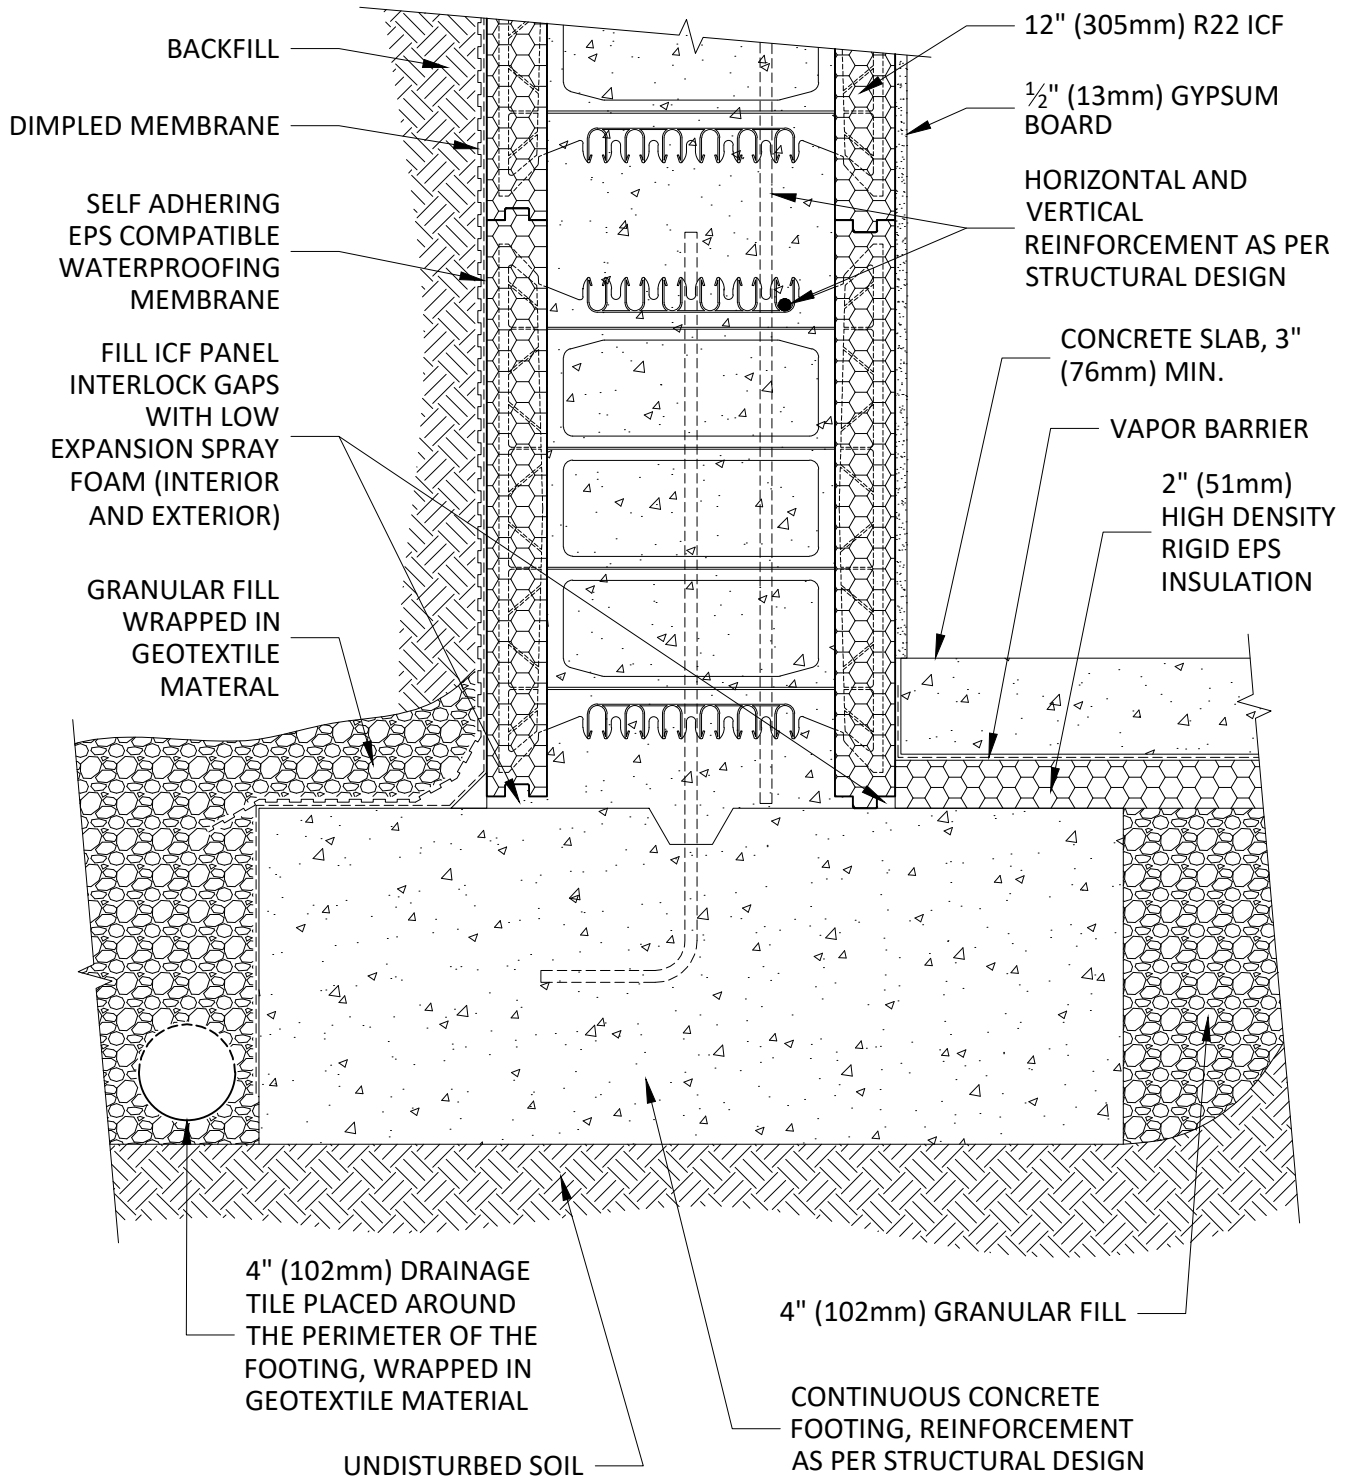 BACKFILL
DIMPLED MEMBRANE
SELF ADHERING
EPS COMPATIBLE
WATERPROOFING
MEMBRANE
FILL ICF PANEL
INTERLOCK GAPS
WITH LOW
EXPANSION SPRAY
FOAM (INTERIOR
AND EXTERIOR)
GRANULAR FILL
WRAPPED IN
GEOTEXTILE
MATERAL
12" (305mm) R22 ICF
½" (13mm) GYPSUM
BOARD
HORIZONTAL AND
VERTICAL
REINFORCEMENT AS PER
STRUCTURAL DESIGN
CONCRETE SLAB, 3"
(76mm) MIN.
VAPOR BARRIER
2" (51mm)
HIGH DENSITY
RIGID EPS
INSULATION
4" (102mm) DRAINAGE
TILE PLACED AROUND
THE PERIMETER OF THE
FOOTING, WRAPPED IN
GEOTEXTILE MATERIAL
UNDISTURBED SOIL
4" (102mm) GRANULAR FILL
CONTINUOUS CONCRETE
FOOTING, REINFORCEMENT
AS PER STRUCTURAL DESIGN